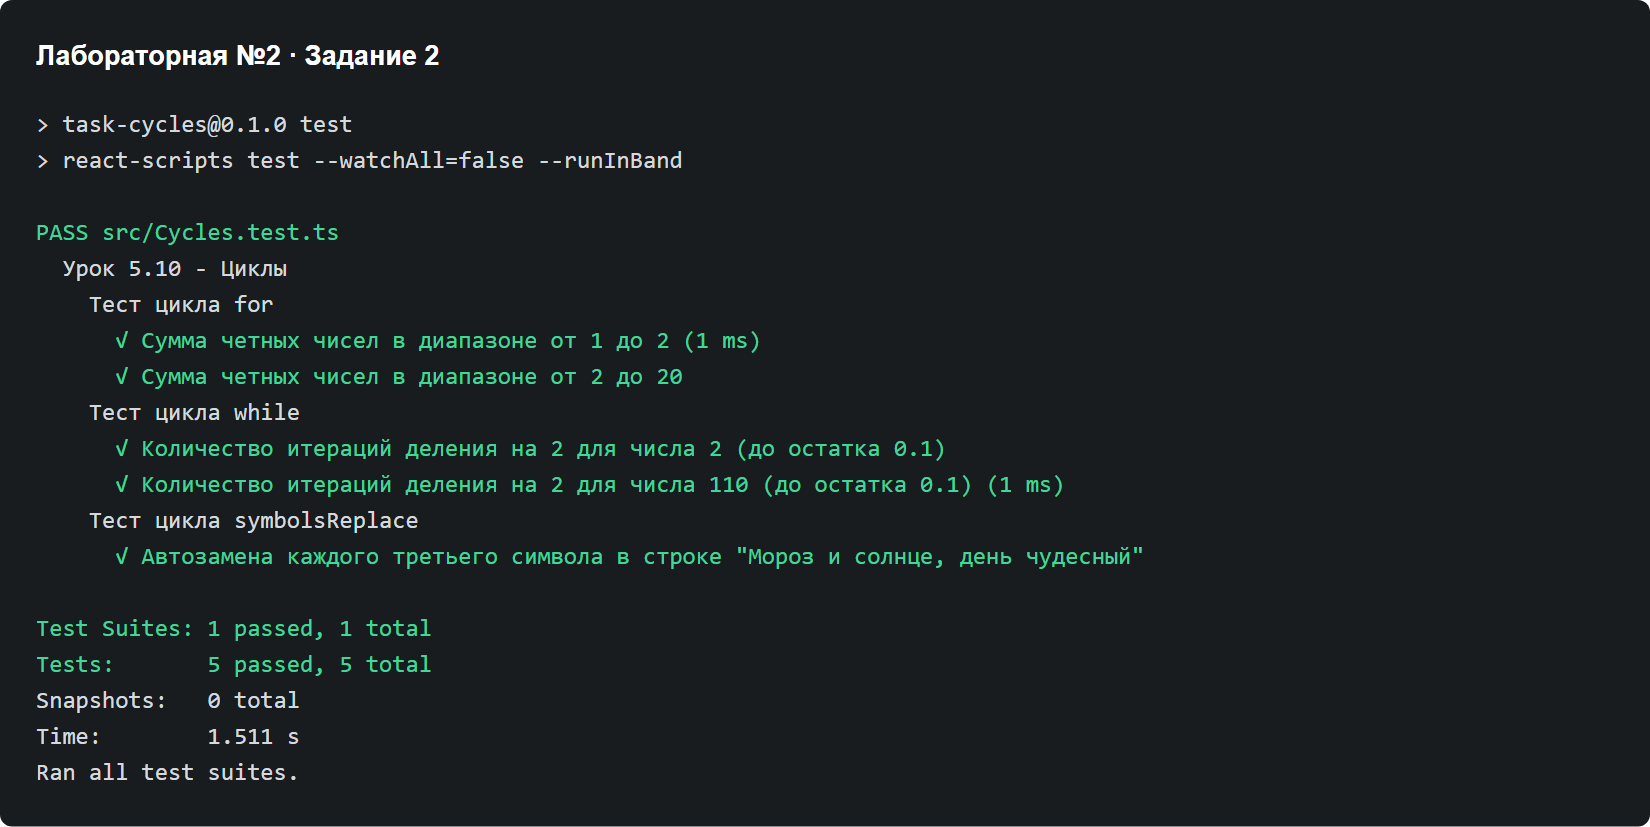 Лабораторная №2 · Задание 2
> task-cycles@0.1.0 test
> react-scripts test --watchAll=false --runInBand
PASS src/Cycles.test.ts
Урок 5.10 - Циклы
Тест цикла for
√ Сумма четных чисел в диапазоне от 1 до 2 (1 ms)
√ Сумма четных чисел в диапазоне от 2 до 20
Тест цикла while
√ Количество итераций деления на 2 для числа 2 (до остатка 0.1)
√ Количество итераций деления на 2 для числа 110 (до остатка 0.1) (1 ms)
Тест цикла symbolsReplace
√ Автозамена каждого третьего символа в строке "Мороз и солнце, день чудесный"
Test Suites: 1 passed, 1 total
Tests:       5 passed, 5 total
Snapshots:   0 total
Time:        1.511 s
Ran all test suites.